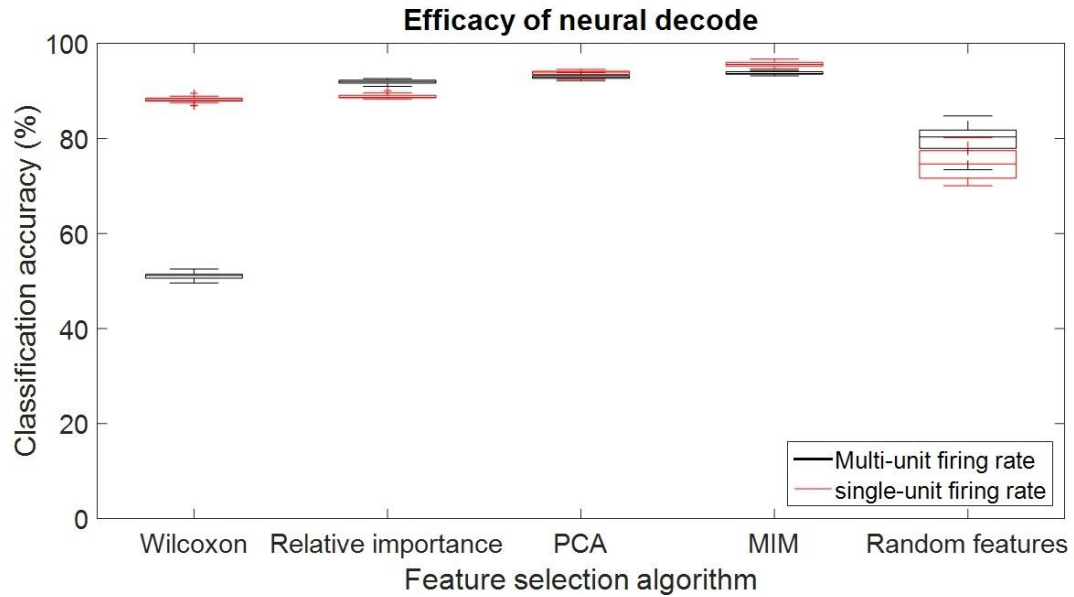 Efficacy of neural decode
Classification accuracy (%)
100
80
60
40
20
0
Multi-unit firing rate
single-unit firing rate
Wilcoxon Relative importance PCA MIM Random features
Feature selection algorithm